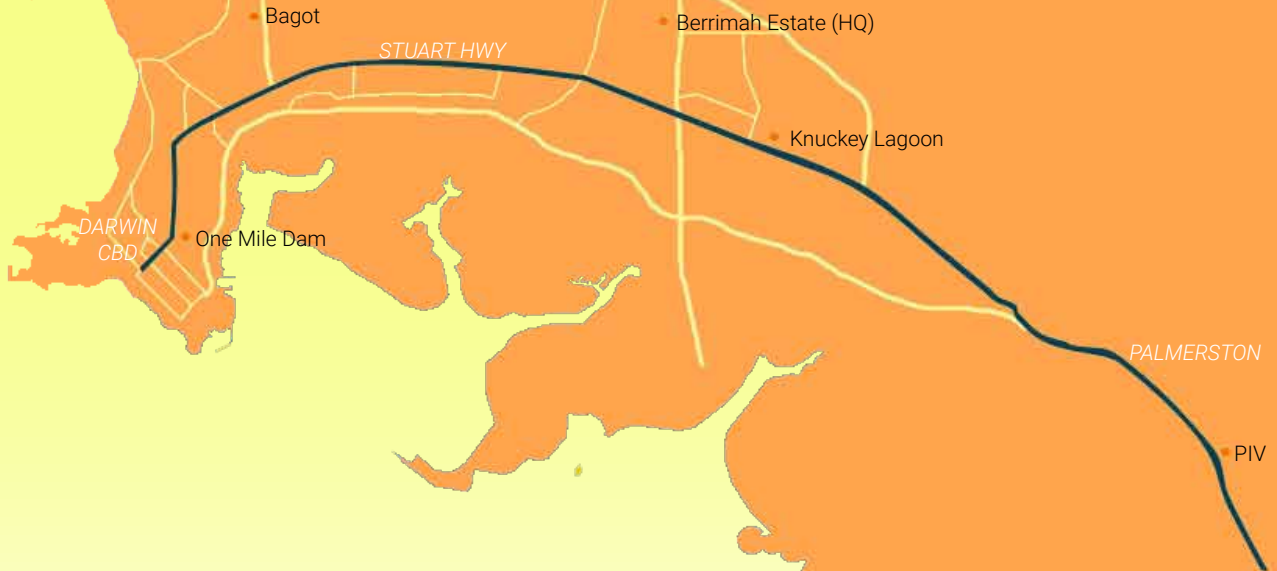 Bagot
Berrimah Estate (HQ)
STUART HWY
Knuckey Lagoon
DARWIN
CBD
One Mile Dam
PALMERSTON
PIV